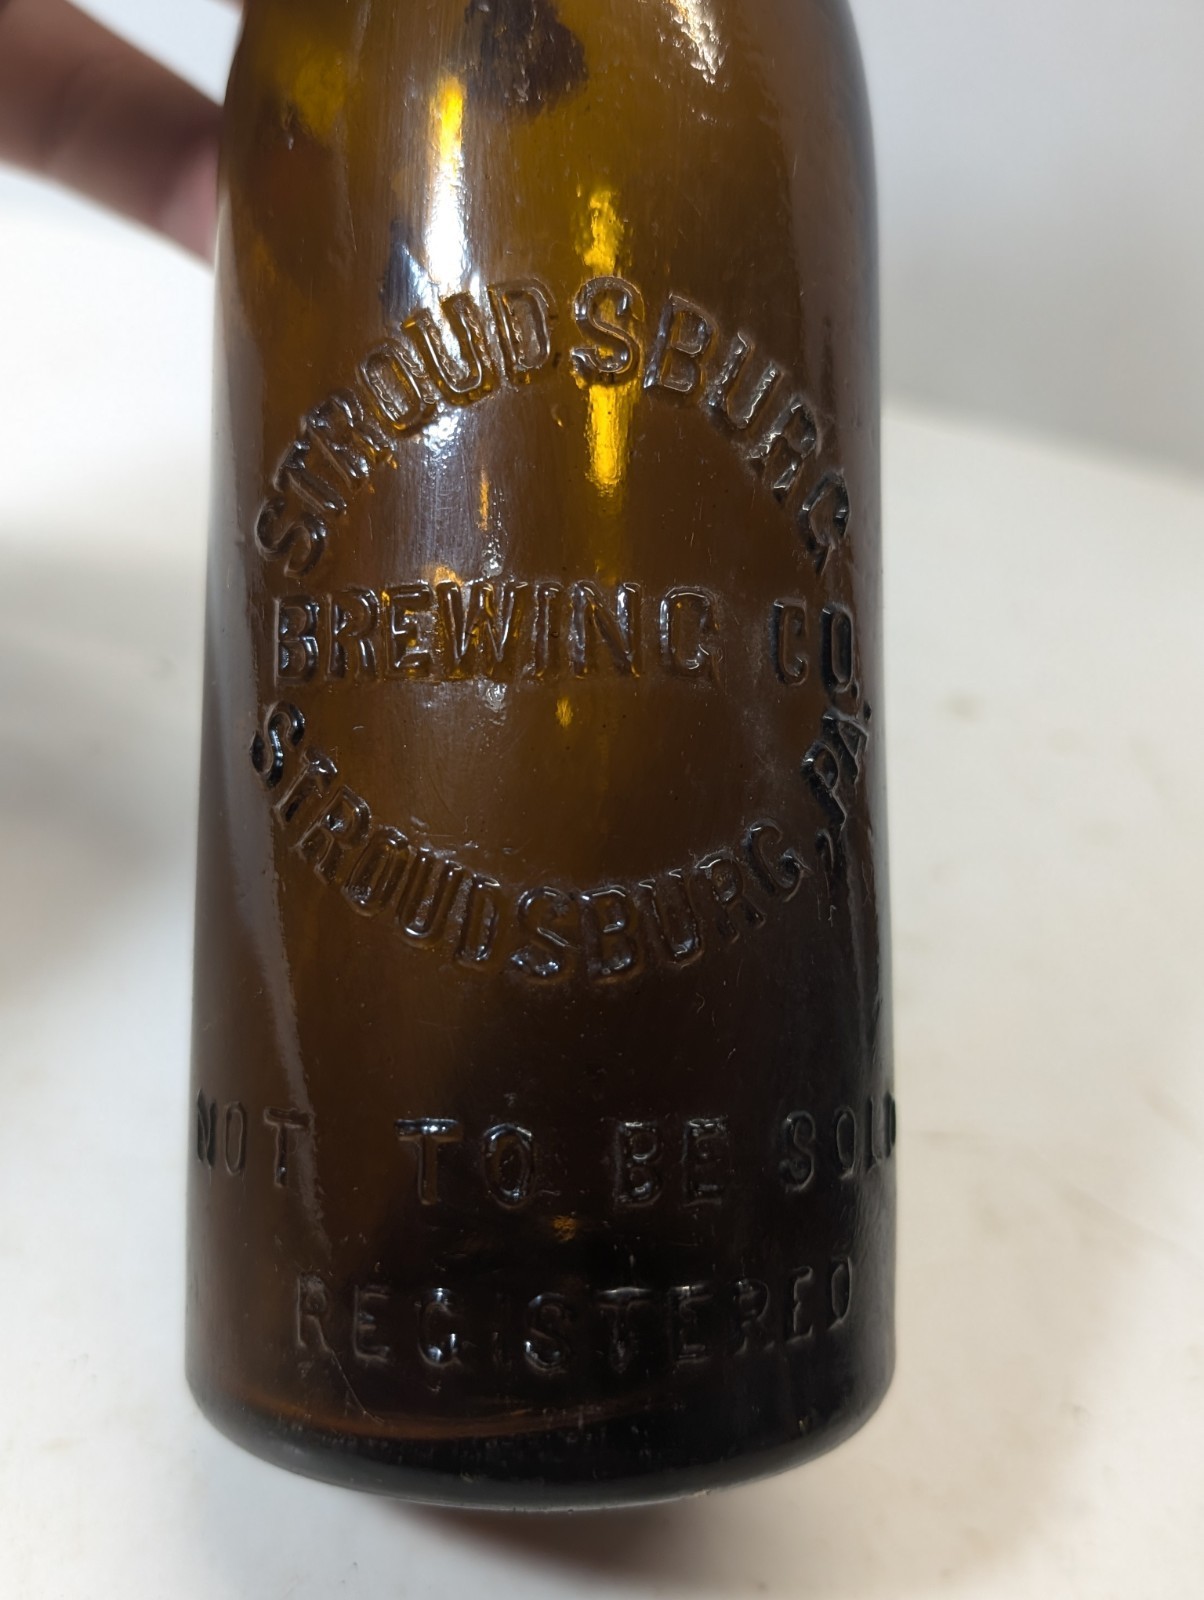 STROUDSBURG
BREWING CO.
STROUDSBURG, PA.
NOT TO BE SOLD
REGISTERED